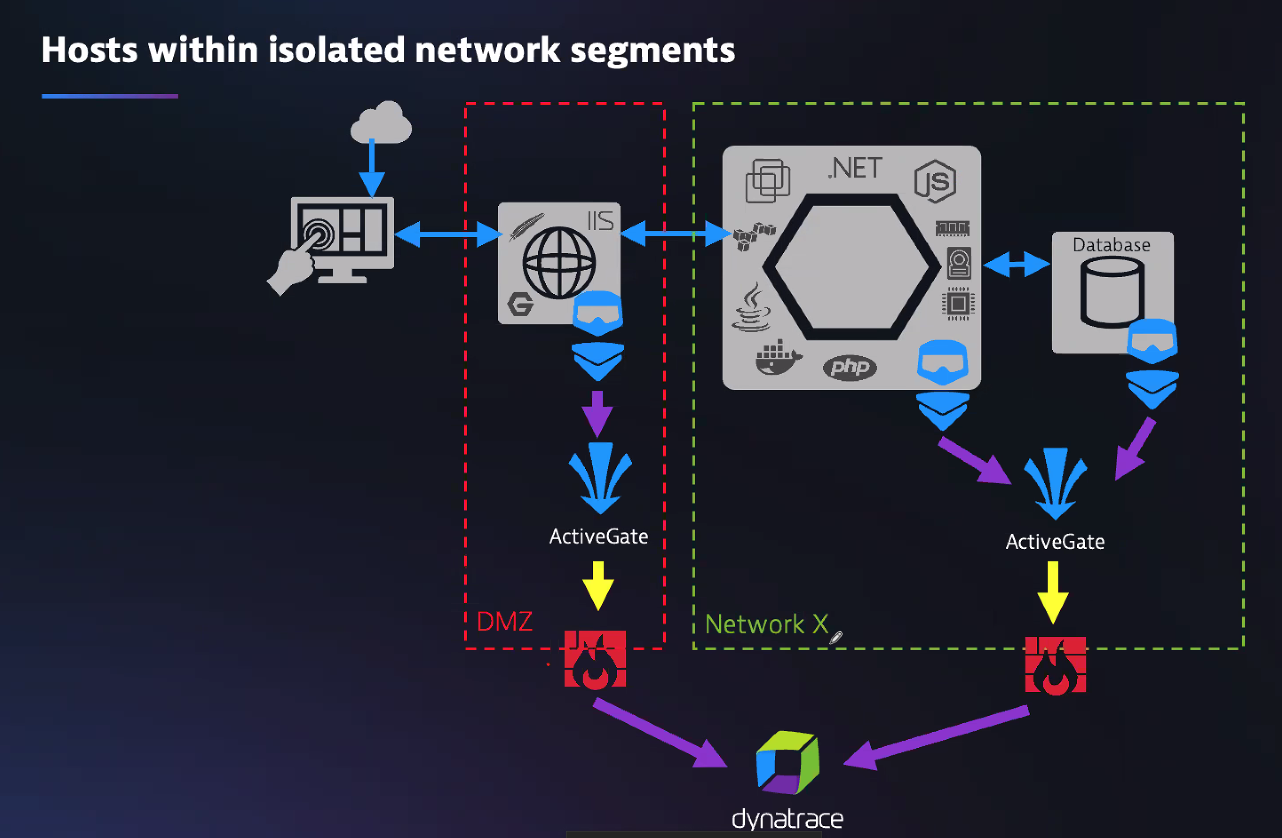 Hosts within isolated network segments
IIS
.NET
JS
Database
php
ActiveGate
ActiveGate
DMZ
Network X
dynatrace